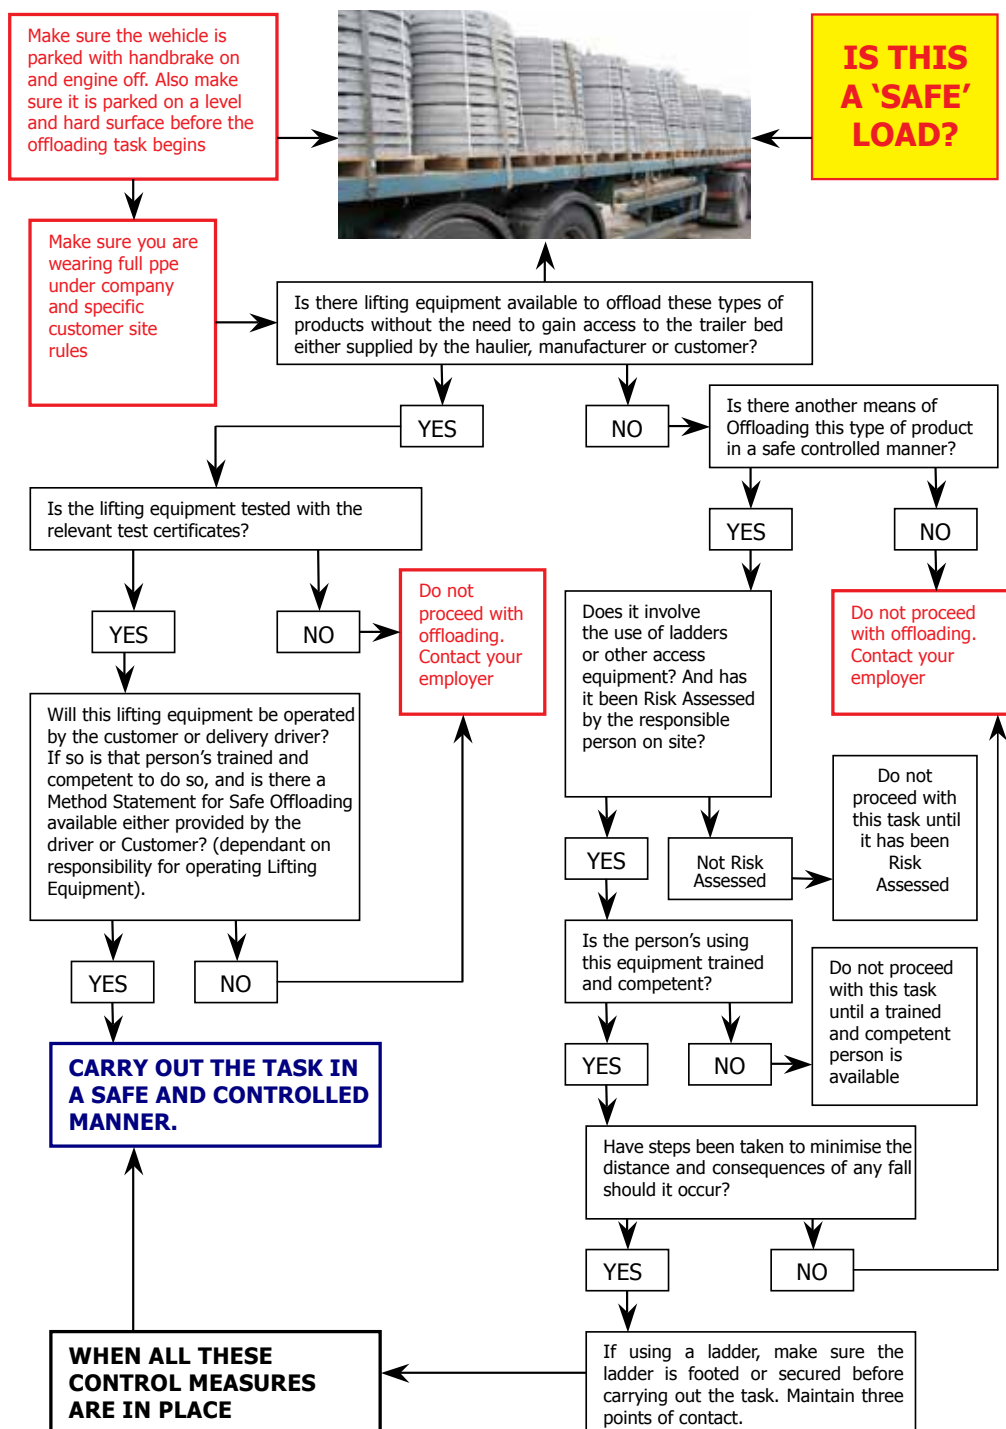 Make sure the wehicle is
parked with handbrake on
and engine off. Also make
sure it is parked on a level
and hard surface before the
offloading task begins
IS THIS
A ‘SAFE’
LOAD?
Make sure you are
wearing full ppe
under company
and specific
customer site
rules
Is there lifting equipment available to offload these types of
products without the need to gain access to the trailer bed
either supplied by the haulier, manufacturer or customer?
YES
NO
Is there another means of
Offloading this type of product
in a safe controlled manner?
Is the lifting equipment tested with the
relevant test certificates?
YES
NO
YES
NO
Do not
proceed with
offloading.
Contact your
employer
Does it involve
the use of ladders
or other access
equipment? And has
it been Risk Assessed
by the responsible
person on site?
Do not proceed
with offloading.
Contact your
employer
Will this lifting equipment be operated
by the customer or delivery driver?
If so is that person’s trained and
competent to do so, and is there a
Method Statement for Safe Offloading
available either provided by the
driver or Customer? (dependant on
responsibility for operating Lifting
Equipment).
Do not
proceed with
this task until
it has been
Risk
Assessed
YES
Not Risk
Assessed
YES
NO
Is the person’s using
this equipment trained
and competent?
Do not proceed
with this task
until a trained
and competent
person is
available
YES
NO
CARRY OUT THE TASK IN
A SAFE AND CONTROLLED
MANNER.
Have steps been taken to minimise the
distance and consequences of any fall
should it occur?
YES
NO
WHEN ALL THESE
CONTROL MEASURES
ARE IN PLACE
If using a ladder, make sure the
ladder is footed or secured before
carrying out the task. Maintain three
points of contact.